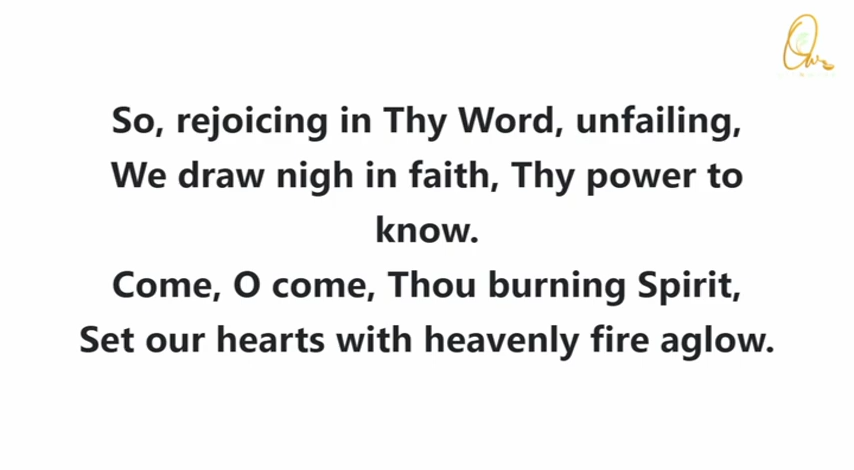 So, rejoicing in Thy Word, unfailing,
We draw nigh in faith, Thy power to
know.
Come, O come, Thou burning Spirit,
Set our hearts with heavenly fire aglow.